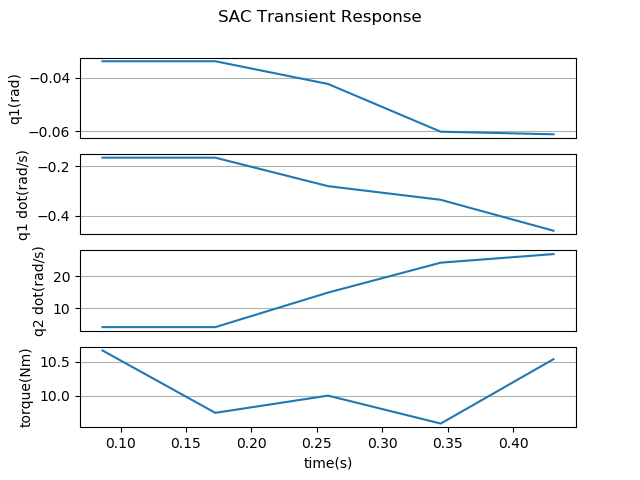 SAC Transient Response
q1(rad)
−0.04
−0.06
q1 dot(rad/s)
−0.2
−0.4
q2 dot(rad/s)
20
10
torque(Nm)
10.5
10.0
0.10 0.15 0.20 0.25 0.30 0.35 0.40
time(s)